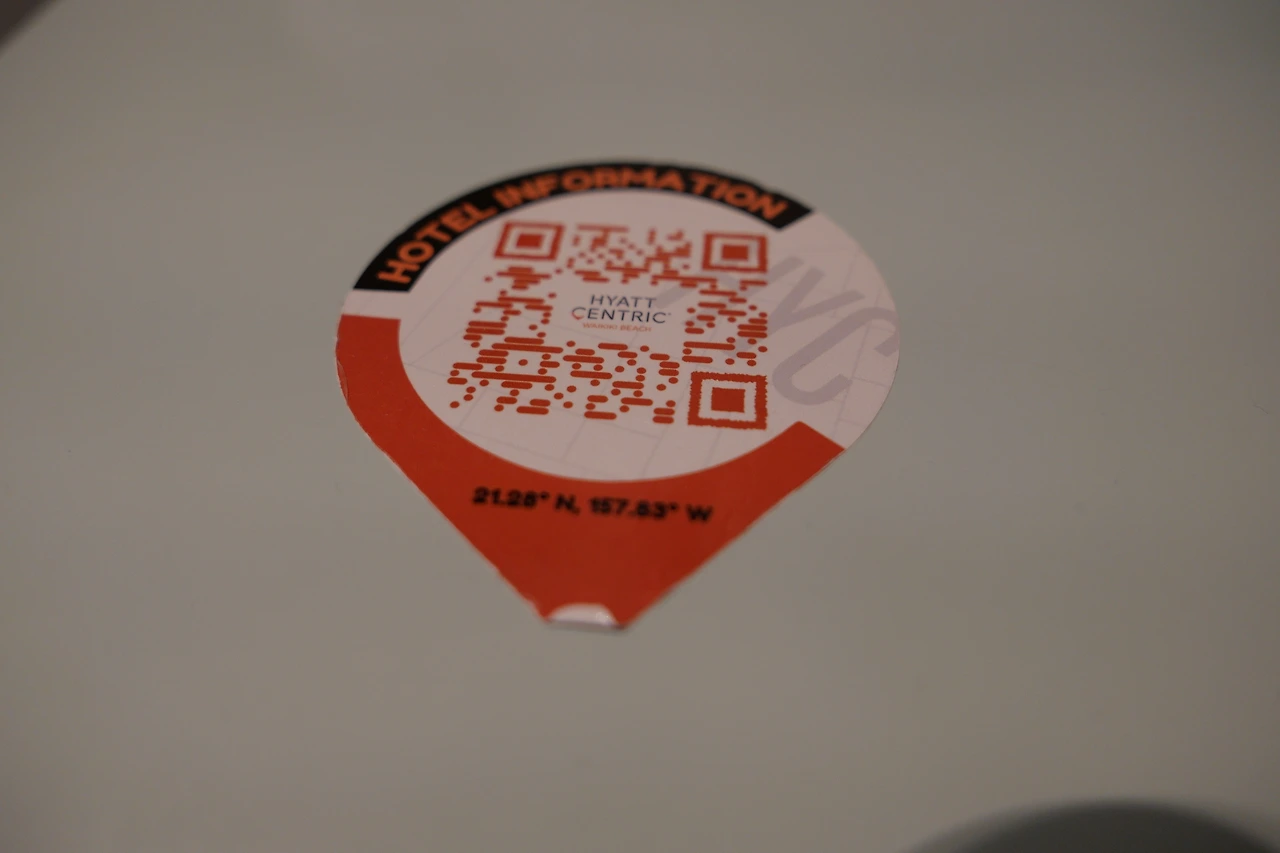 HOTEL INFORMATION
HYATT
CENTRIC
WAIKIKI BEACH
21.28° N, 157.83° W